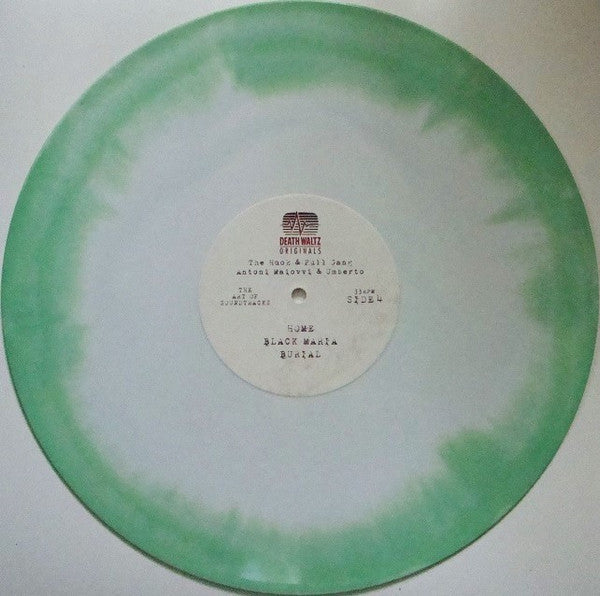 DEATH WALTZ
ORIGINALS
The Hook & Pull Gang
Antoni Maiovvi & Umberto
THE
ART OF
SOUNDTRACKS
33RPM
SIDE 4
HOME
BLACK MARIA
BURIAL